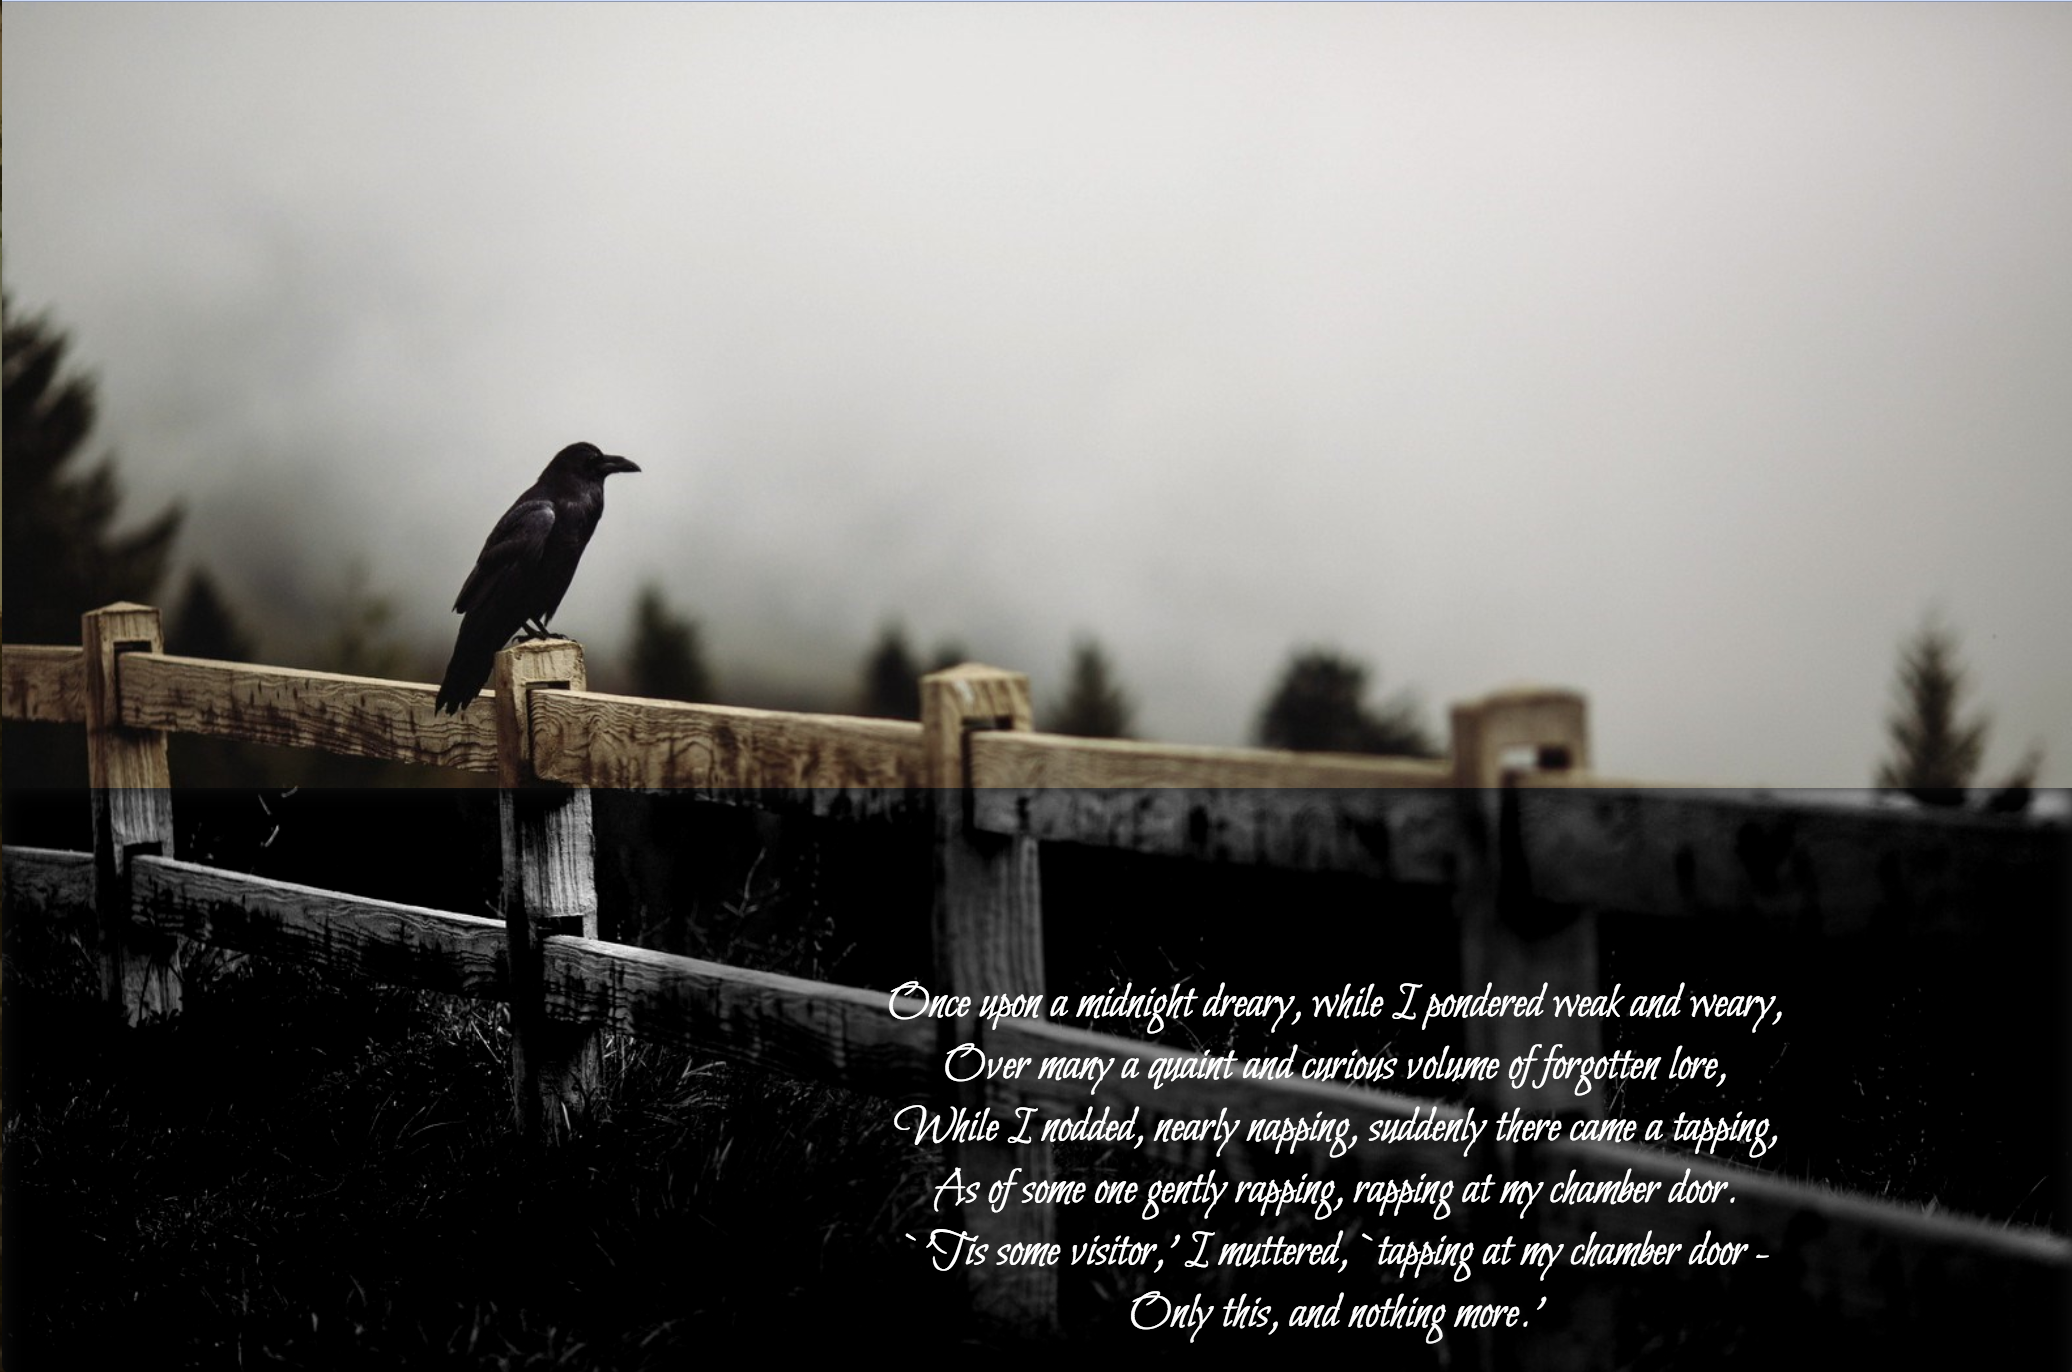 Once upon a midnight dreary, while I pondered weak and weary,
Over many a quaint and curious volume of forgotten lore,
While I nodded, nearly napping, suddenly there came a tapping,
As of some one gently rapping, rapping at my chamber door.
`'Tis some visitor,' I muttered, `tapping at my chamber door -
Only this, and nothing more.'